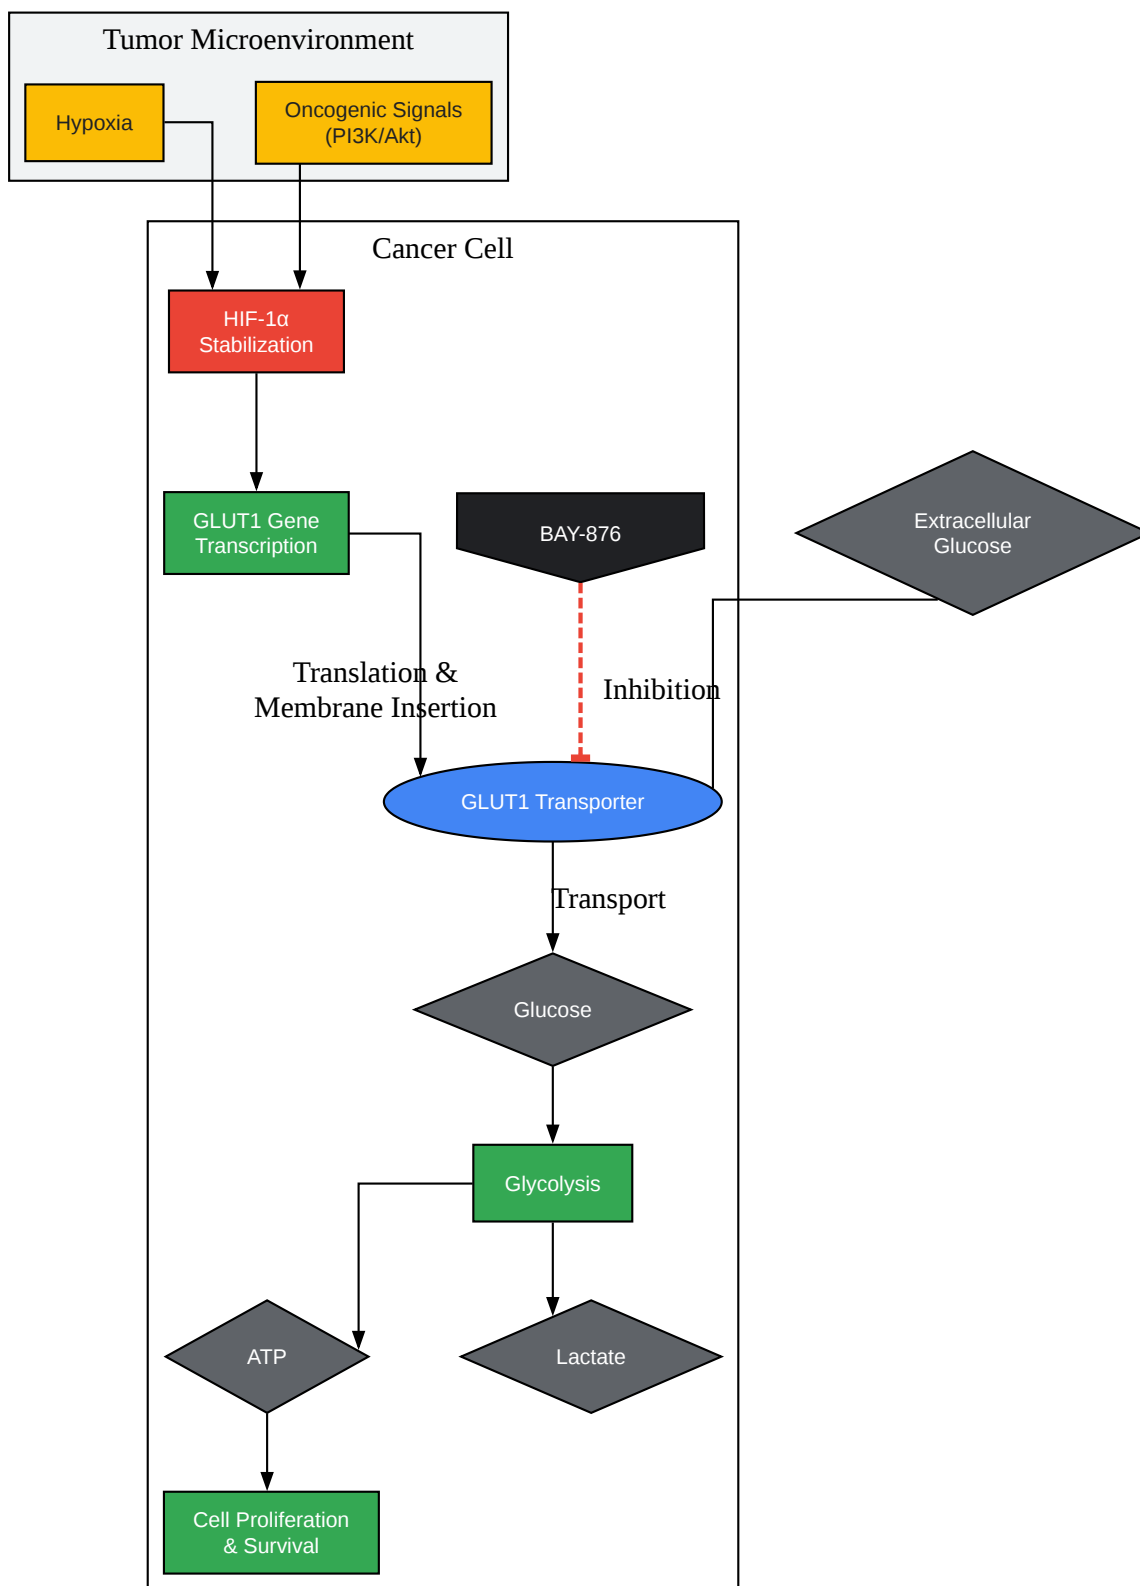 Tumor Microenvironment
Hypoxia
Oncogenic Signals
(PI3K/Akt)
Cancer Cell
HIF-1α
Stabilization
GLUT1 Gene
Transcription
BAY-876
Extracellular
Glucose
Translation &
Membrane Insertion
Inhibition
GLUT1 Transporter
Transport
Glucose
Glycolysis
ATP
Lactate
Cell Proliferation
& Survival